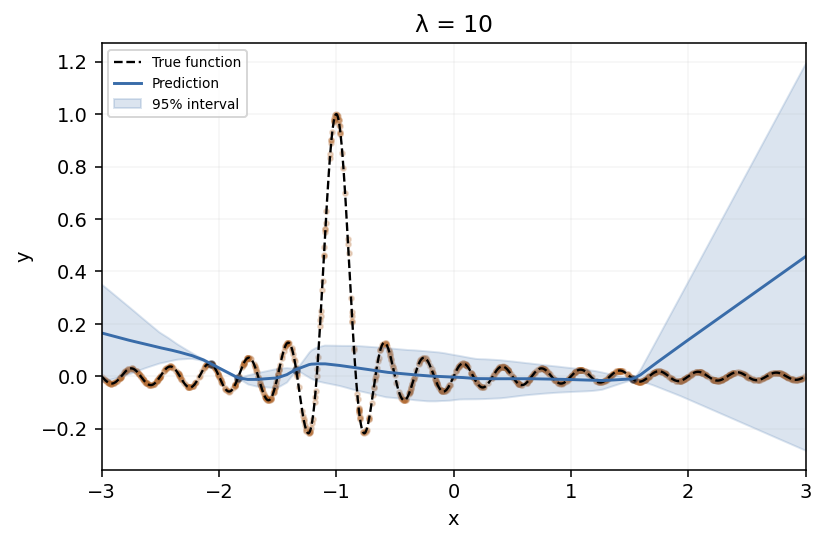 λ = 10
True function
Prediction
95% interval
1.2
1.0
0.8
0.6
0.4
0.2
0.0
−0.2
y
−3
−2
−1
0
1
2
3
x